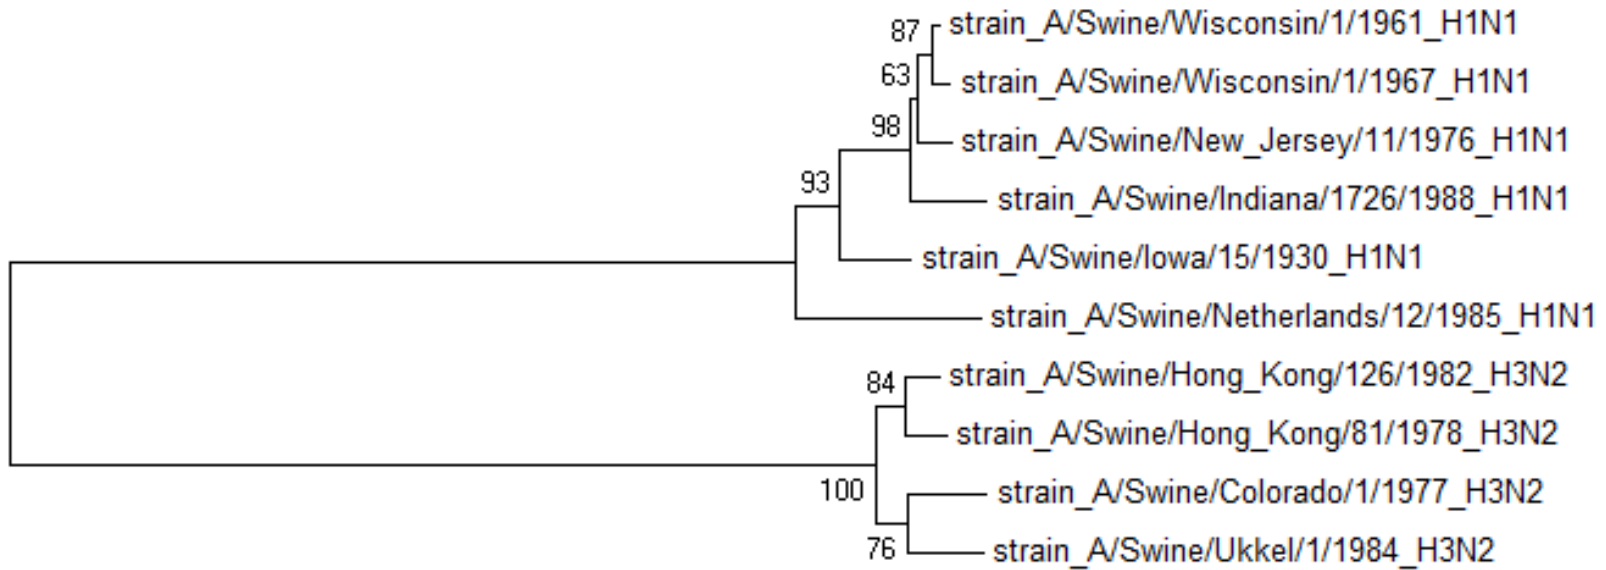 87
strain_A/Swine/Wisconsin/1/1961_H1N1
63
strain_A/Swine/Wisconsin/1/1967_H1N1
98
strain_A/Swine/New_Jersey/11/1976_H1N1
93
strain_A/Swine/Indiana/1726/1988_H1N1
strain_A/Swine/Iowa/15/1930_H1N1
strain_A/Swine/Netherlands/12/1985_H1N1
84
strain_A/Swine/Hong_Kong/126/1982_H3N2
strain_A/Swine/Hong_Kong/81/1978_H3N2
100
strain_A/Swine/Colorado/1/1977_H3N2
76
strain_A/Swine/Ukkel/1/1984_H3N2